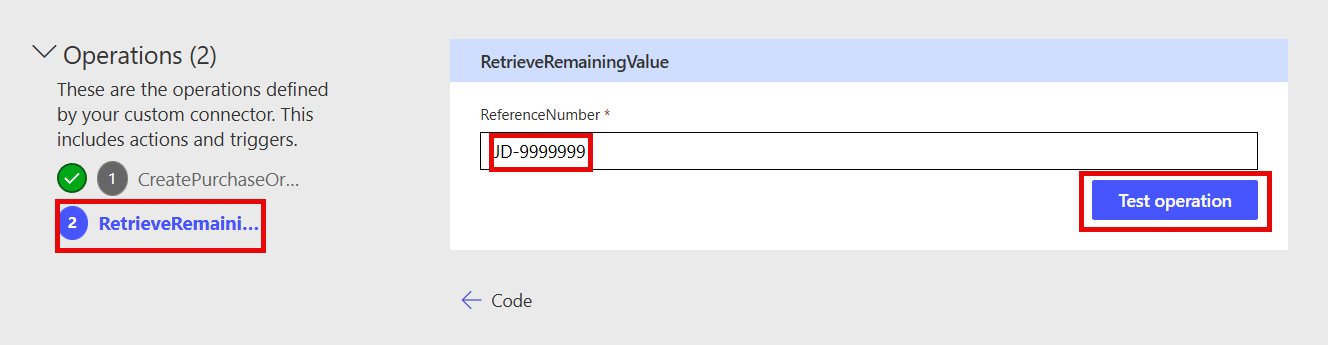 Operations (2)
These are the operations defined
by your custom connector. This
includes actions and triggers.
1 CreatePurchaseOr...
2 RetrieveRemaini...
RetrieveRemainingValue
ReferenceNumber *
JD-9999999
Test operation
Code